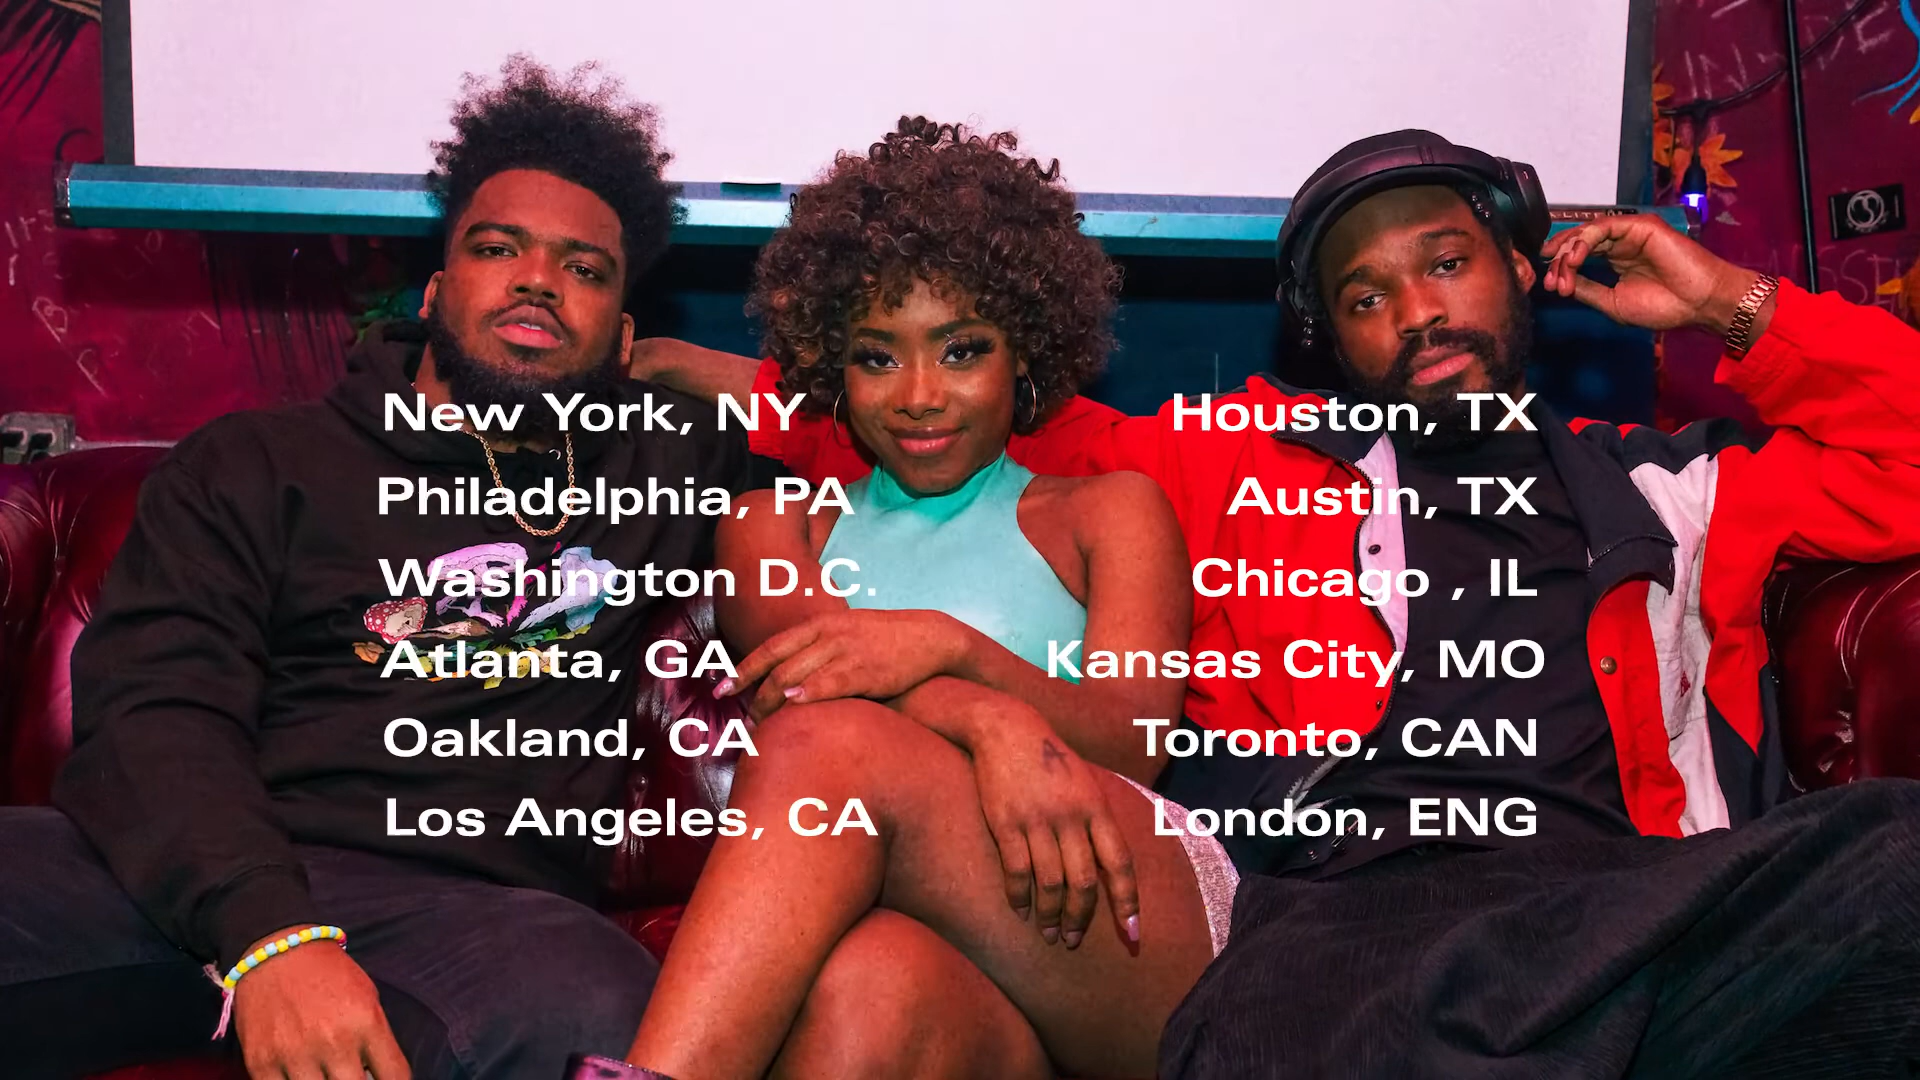 New York, NY
Philadelphia, PA
Washington D.C.
Atlanta, GA
Oakland, CA
Los Angeles, CA
Houston, TX
Austin, TX
Chicago , IL
Kansas City, MO
Toronto, CAN
London, ENG